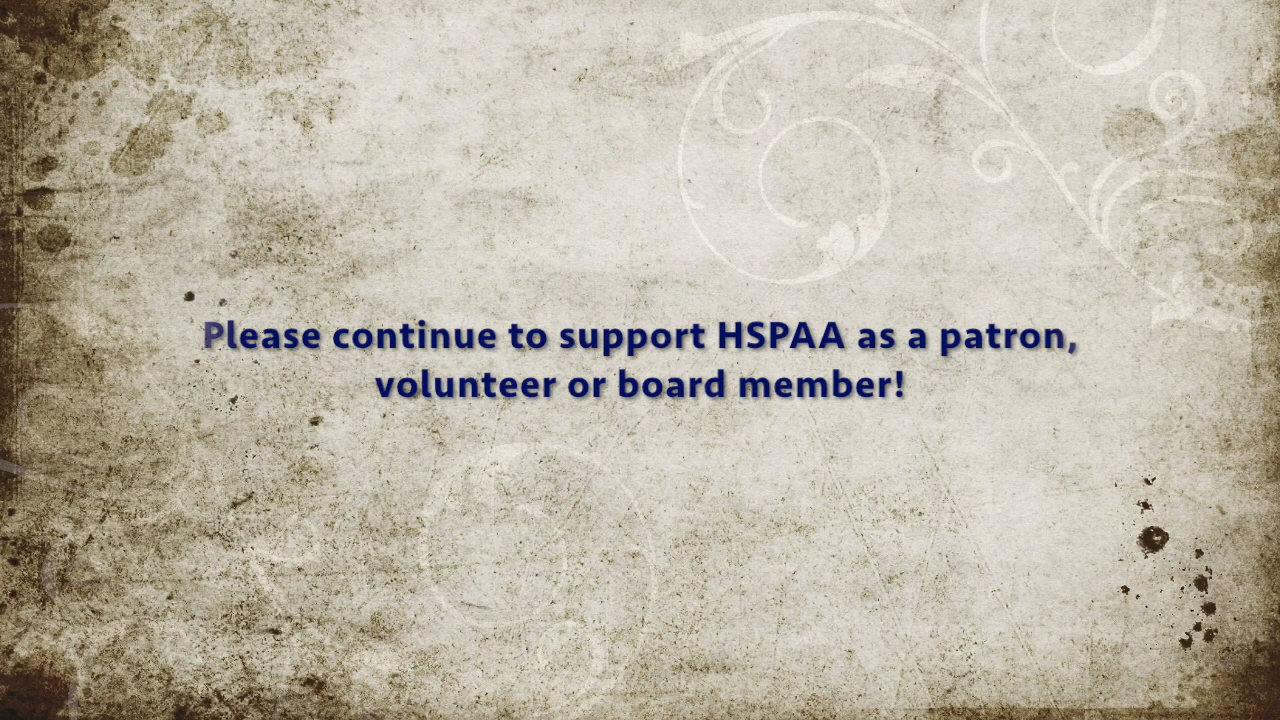 Please continue to support HSPAA as a patron,
volunteer or board member!